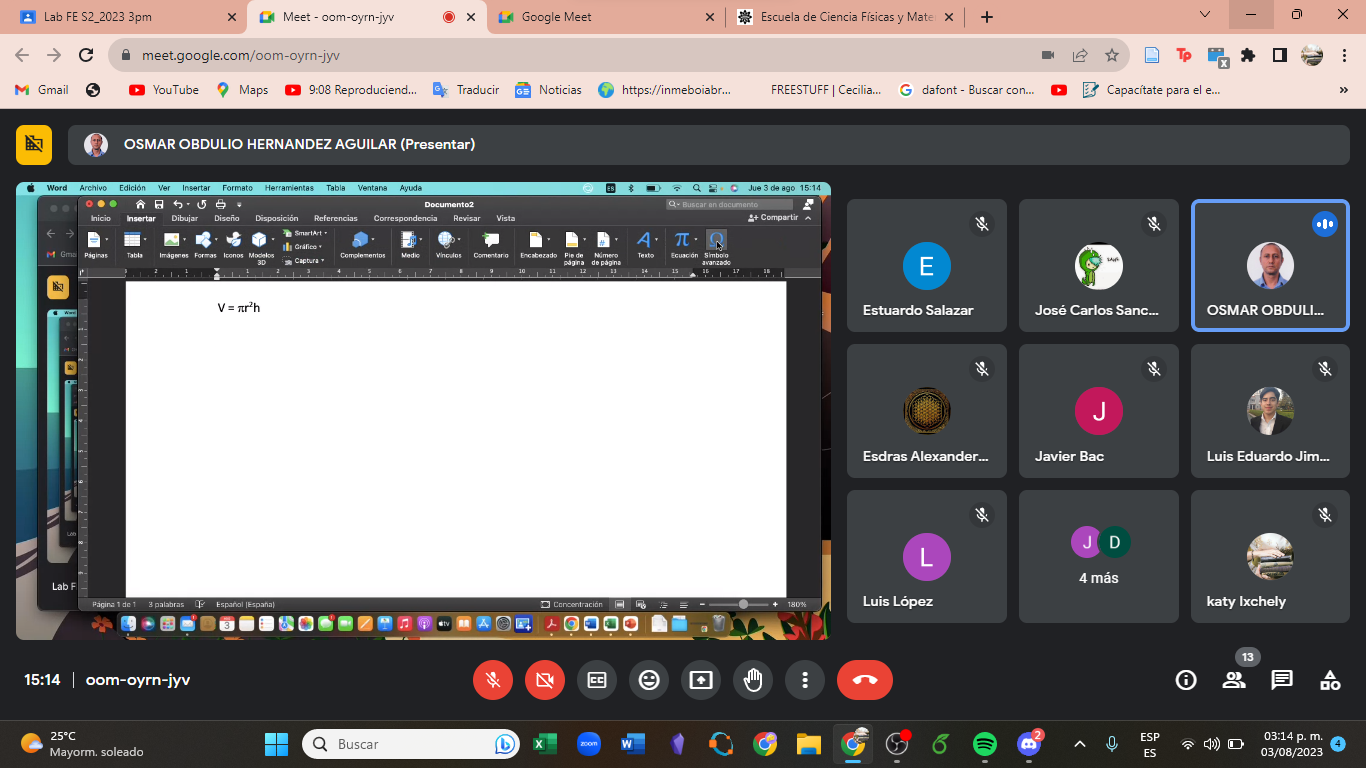 Lab FE S2_2023 3pm
Meet - oom-oyrn-jyv
Google Meet
Escuela de Ciencia Físicas y Mate
meet.google.com/oom-oyrn-jyv
Gmail
YouTube
Maps
9:08 Reproduciend...
Traducir
Noticias
https://inmeboiabr...
FREESTUFF | Cecilia...
dafont - Buscar con...
Capacítate para el e...
»
OSMAR OBDULIO HERNANDEZ AGUILAR (Presentar)
Word Archivo Edición Ver Insertar Formato Herramientas Tabla Ventana Ayuda
ES
Jue 3 de ago 15:14
Documento2
Buscar en documento
Inicio Insertar Dibujar Diseño Disposición Referencias Correspondencia Revisar Vista
Compartir
Páginas
Tabla
Imágenes
Formas
Iconos
Modelos 3D
SmartArt
Gráfico
Captura
Complementos
Medio
Vínculos
Comentario
Encabezado
Pie de página
Número de página
Texto
Ecuación
Símbolo avanzado
V = πr²h
Página 1 de 1 3 palabras Español (España)
Concentración
180%
Lab F
E
Estuardo Salazar
José Carlos Sanc...
OSMAR OBDULI...
Esdras Alexander...
J
Javier Bac
Luis Eduardo Jim...
L
Luis López
J D
4 más
katy Ixchely
15:14 | oom-oyrn-jyv
13
25°C
Mayorm. soleado
Buscar
zoom
2
ESP
ES
03:14 p. m.
03/08/2023
4